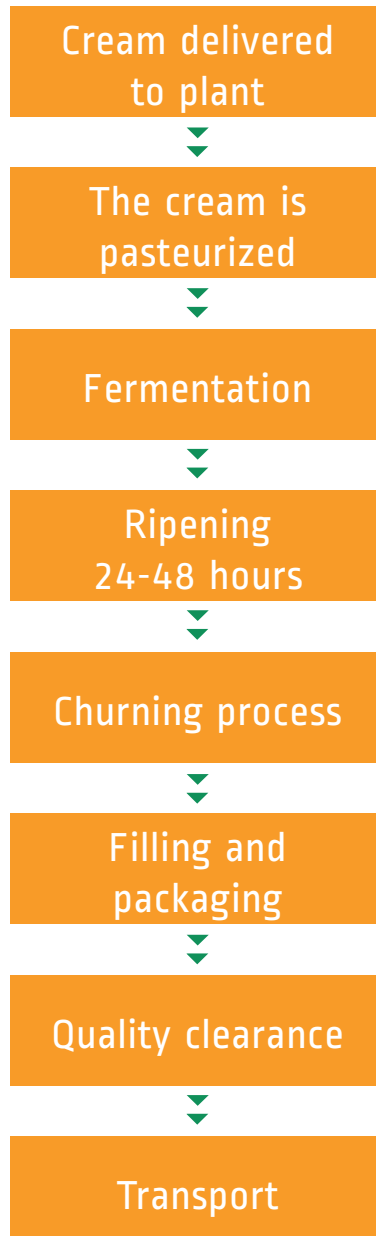 Cream delivered
to plant
The cream is
pasteurized
Fermentation
Ripening
24-48 hours
Churning process
Filling and
packaging
Quality clearance
Transport